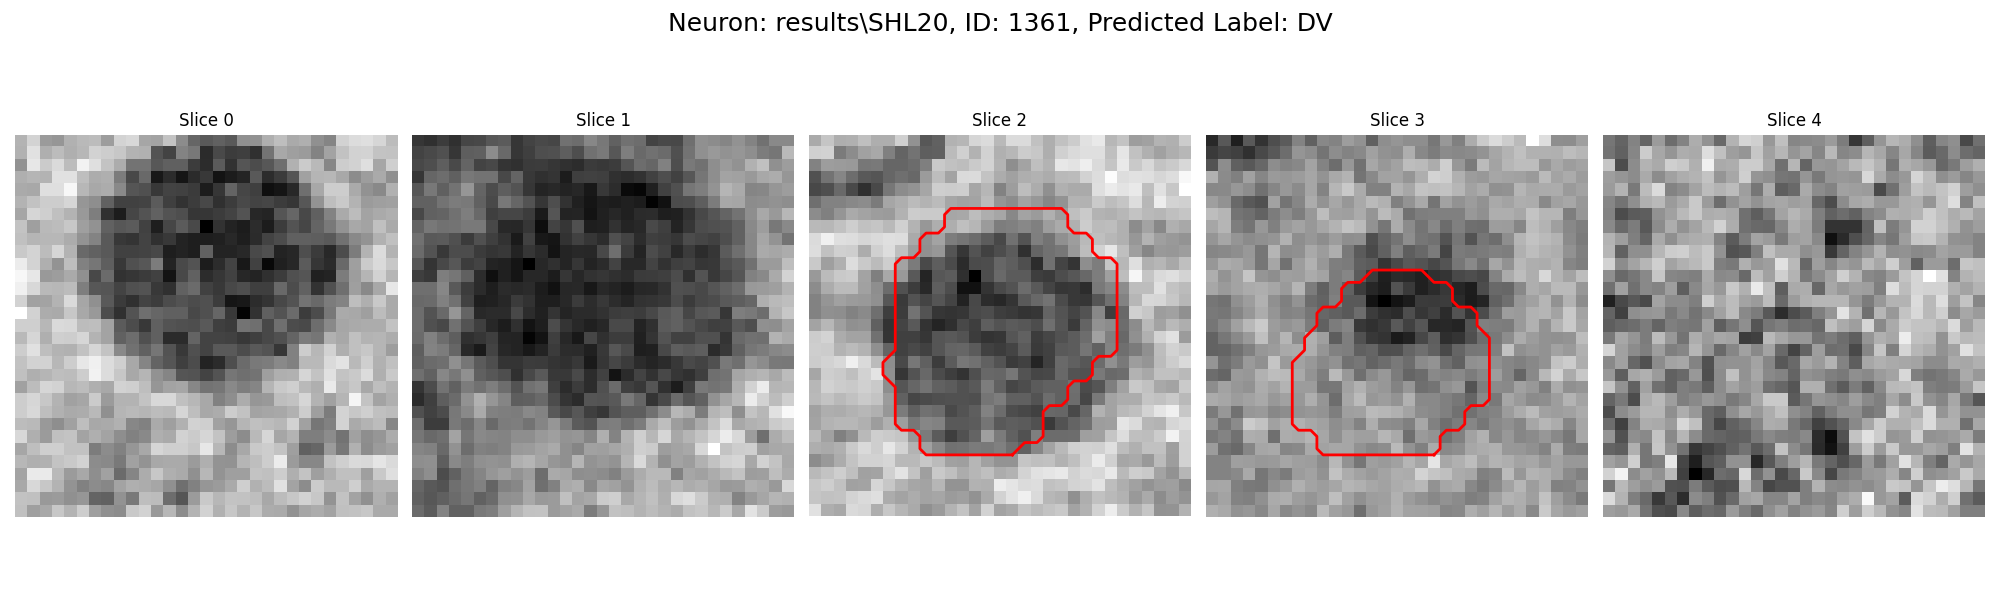 Neuron: results\SHL20, ID: 1361, Predicted Label: DV
Slice 0
Slice 1
Slice 2
Slice 3
Slice 4